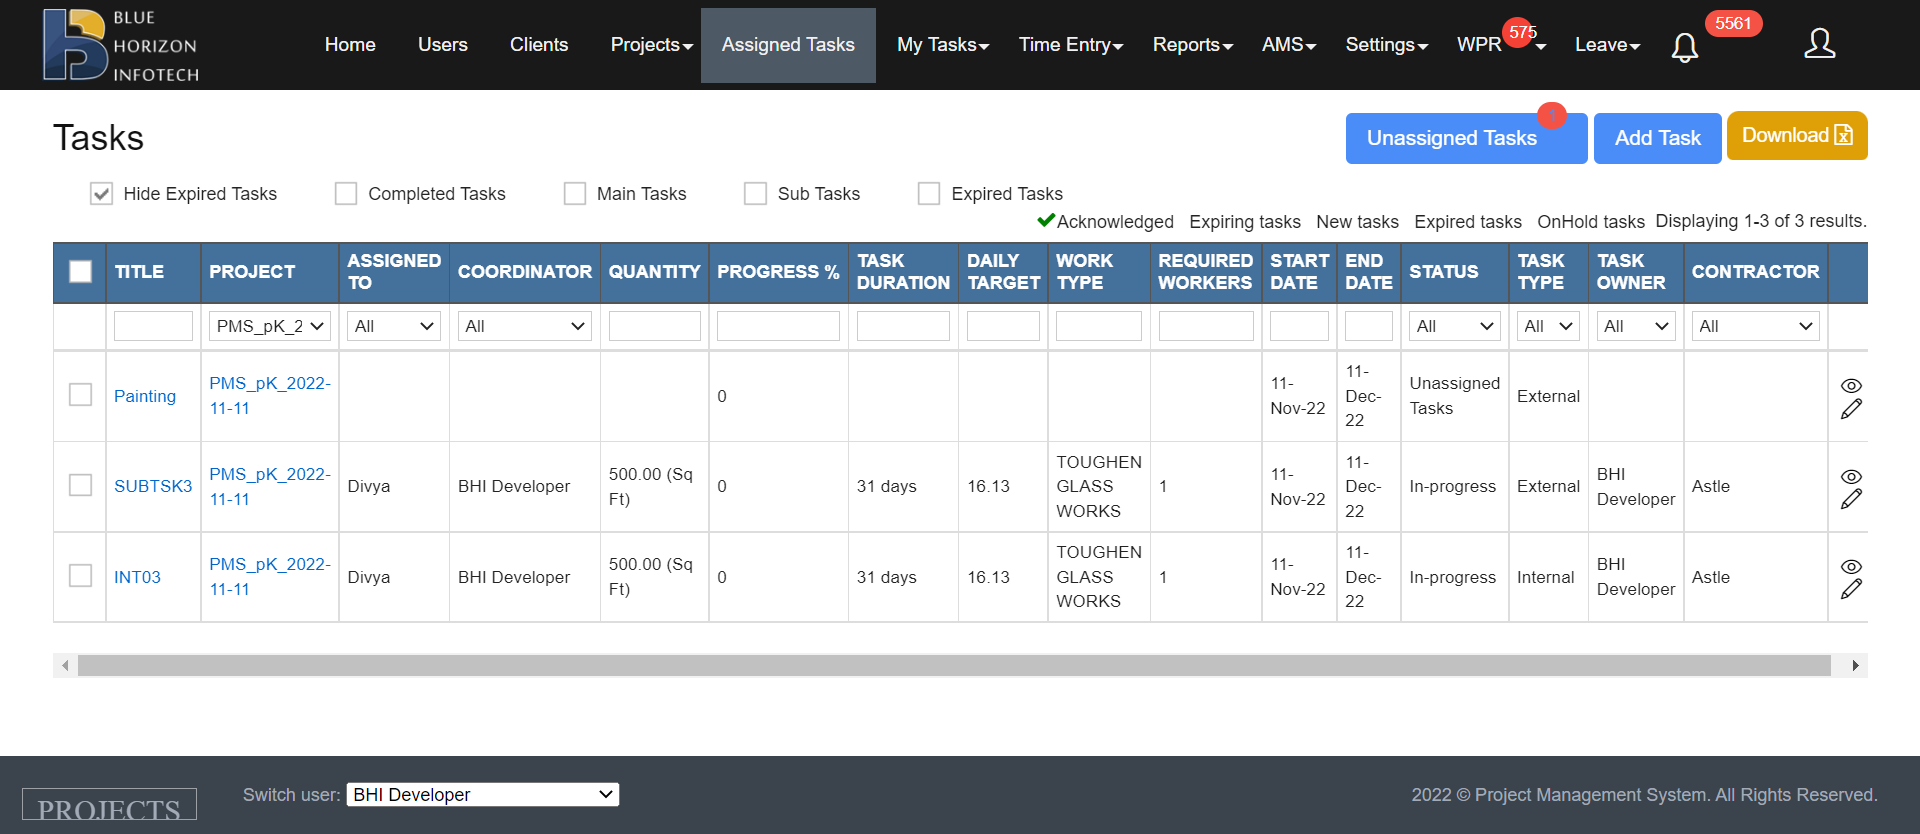 BLUE
HORIZON
INFOTECH
Home Users Clients Projects Assigned Tasks My Tasks Time Entry Reports AMS Settings WPR 575 Leave 5561
Tasks
Unassigned Tasks Add Task Download
Hide Expired Tasks Completed Tasks Main Tasks Sub Tasks Expired Tasks
Acknowledged Expiring tasks New tasks Expired tasks OnHold tasks Displaying 1-3 of 3 results.
TITLE PROJECT ASSIGNED TO COORDINATOR QUANTITY PROGRESS % TASK DURATION DAILY TARGET WORK TYPE REQUIRED WORKERS START DATE END DATE STATUS TASK TYPE TASK OWNER CONTRACTOR
PMS_pK_2 All All All All All All
Painting PMS_pK_2022-11-11 0 11-Nov-22 11-Dec-22 Unassigned Tasks External
SUBTSK3 PMS_pK_2022-11-11 Divya BHI Developer 500.00 (Sq Ft) 0 31 days 16.13 TOUGHEN GLASS WORKS 1 11-Nov-22 11-Dec-22 In-progress External BHI Developer Astle
INT03 PMS_pK_2022-11-11 Divya BHI Developer 500.00 (Sq Ft) 0 31 days 16.13 TOUGHEN GLASS WORKS 1 11-Nov-22 11-Dec-22 In-progress Internal BHI Developer Astle
PROJECTS Switch user: BHI Developer 2022 © Project Management System. All Rights Reserved.